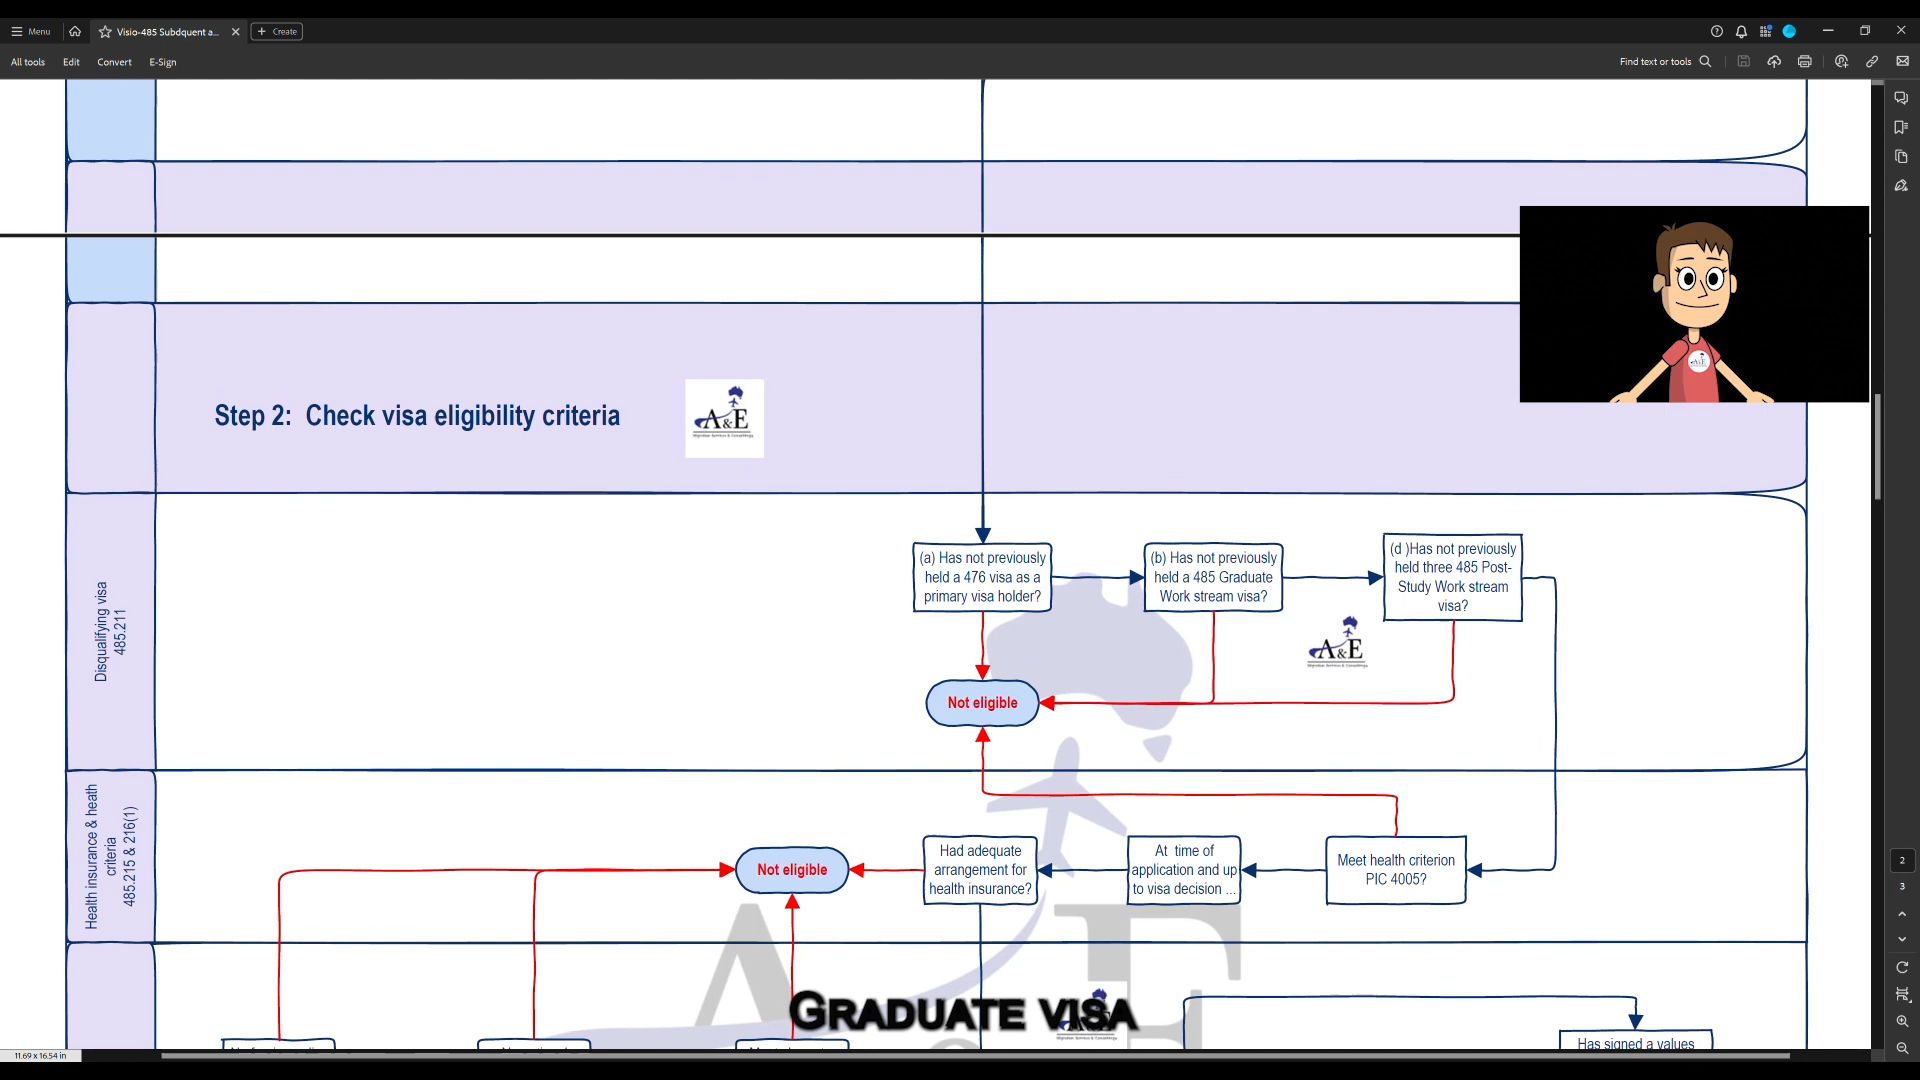 Menu
Visio-485 Subdquent a...
Create
All tools
Edit
Convert
E-Sign
Find text or tools
A&E
Step 2: Check visa eligibility criteria
A&E
Disqualifying visa
485.211
(a) Has not previously
held a 476 visa as a
primary visa holder?
(b) Has not previously
held a 485 Graduate
Work stream visa?
(d )Has not previously
held three 485 Post-
Study Work stream
visa?
A&E
Not eligible
Health insurance & heath
criteria
485.215 & 216(1)
Not eligible
Had adequate
arrangement for
health insurance?
At time of
application and up
to visa decision ...
Meet health criterion
PIC 4005?
2
3
A
E
GRADUATE VISA
Has signed a values
11.69 x 16.54 in